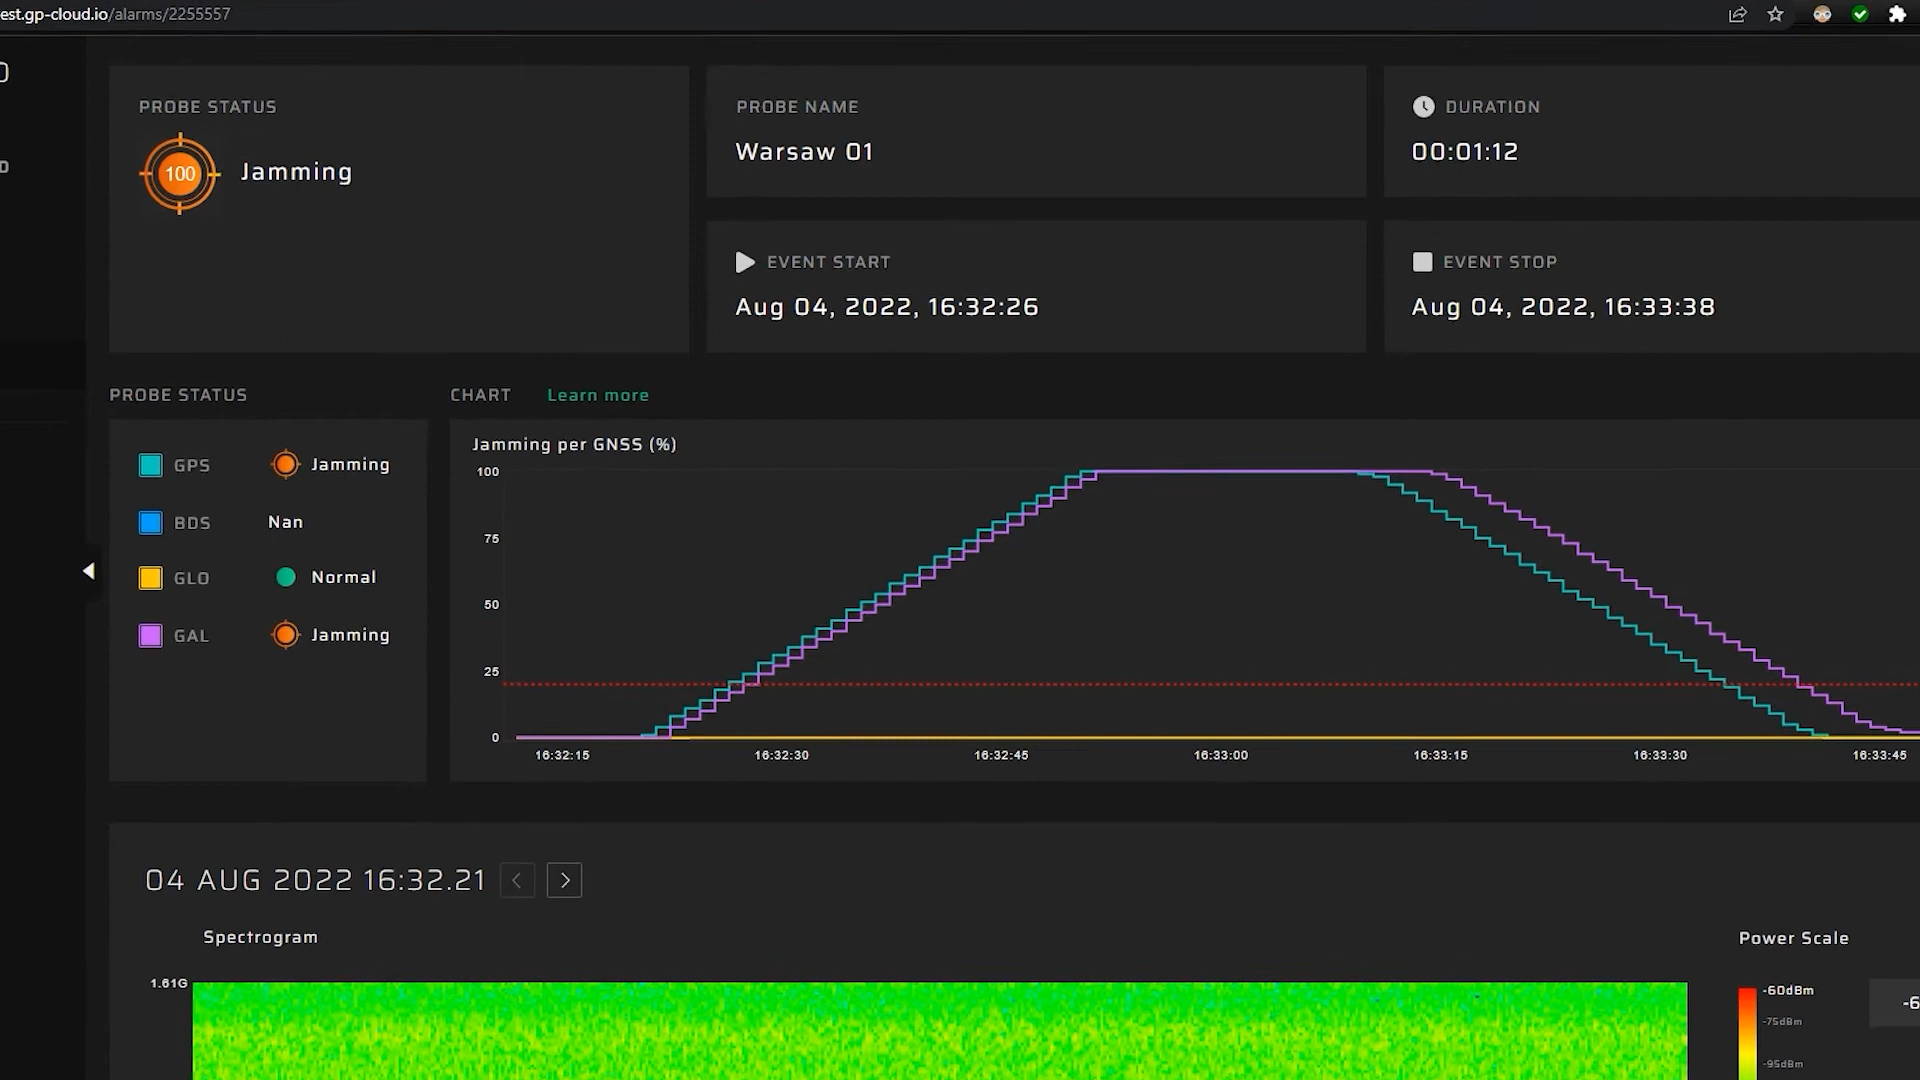 est.gp-cloud.io/alarms/2255557
PROBE STATUS
100
Jamming
PROBE NAME
Warsaw 01
DURATION
00:01:12
EVENT START
Aug 04, 2022, 16:32:26
EVENT STOP
Aug 04, 2022, 16:33:38
PROBE STATUS
GPS Jamming
BDS Nan
GLO Normal
GAL Jamming
CHART Learn more
Jamming per GNSS (%)
100
75
50
25
0
16:32:15 16:32:30 16:32:45 16:33:00 16:33:15 16:33:30 16:33:45
04 AUG 2022 16:32.21
Spectrogram
1.61G
Power Scale
-60dBm
-75dBm
-95dBm
-6